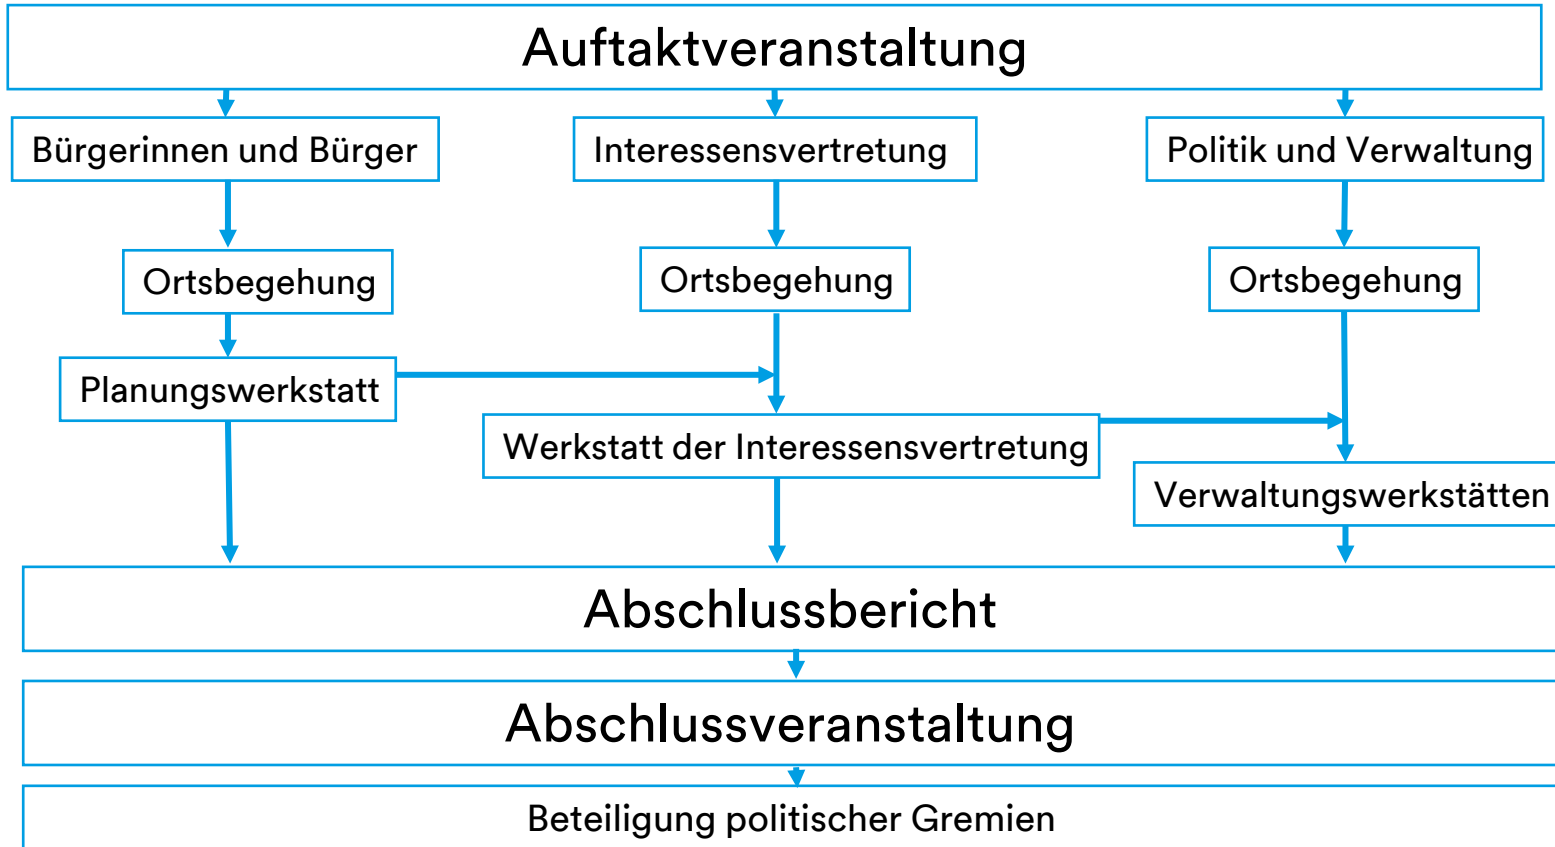 Auftaktveranstaltung
Bürgerinnen und Bürger
Interessensvertretung
Politik und Verwaltung
Ortsbegehung
Ortsbegehung
Ortsbegehung
Planungswerkstatt
Werkstatt der Interessensvertretung
Verwaltungswerkstätten
Abschlussbericht
Abschlussveranstaltung
Beteiligung politischer Gremien